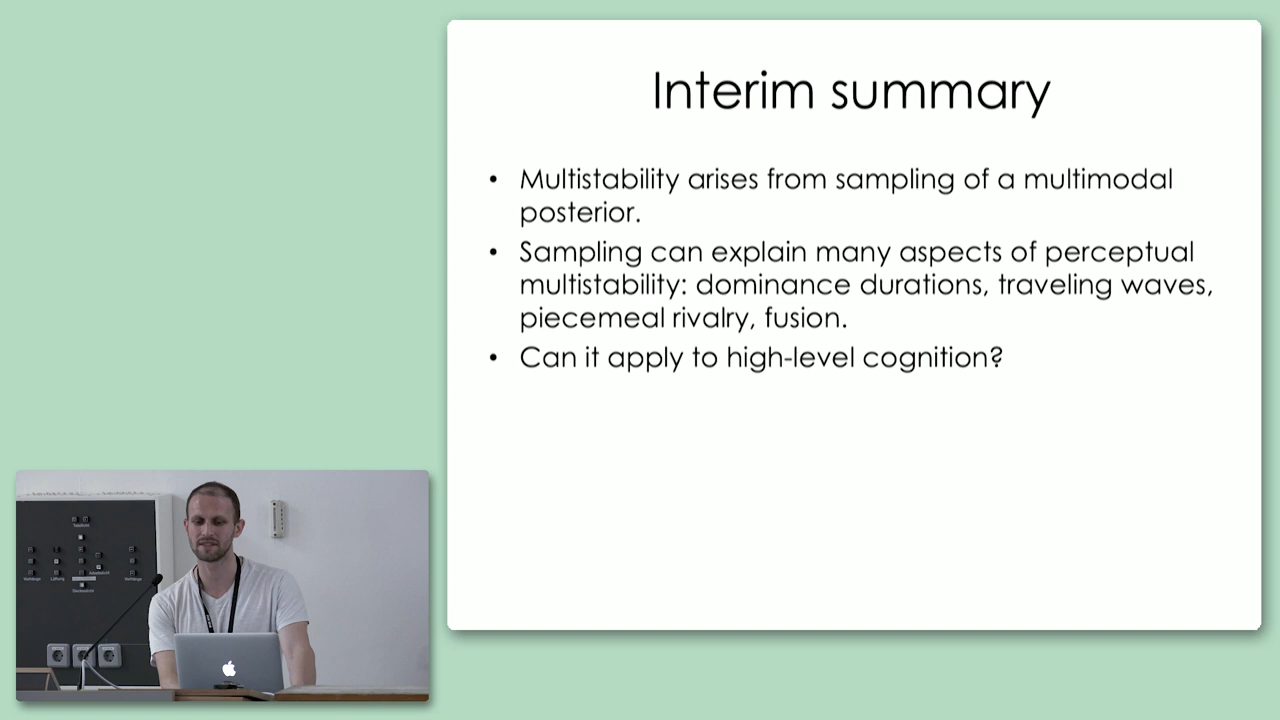 Interim summary
• Multistability arises from sampling of a multimodal
posterior.
• Sampling can explain many aspects of perceptual
multistability: dominance durations, traveling waves,
piecemeal rivalry, fusion.
• Can it apply to high-level cognition?